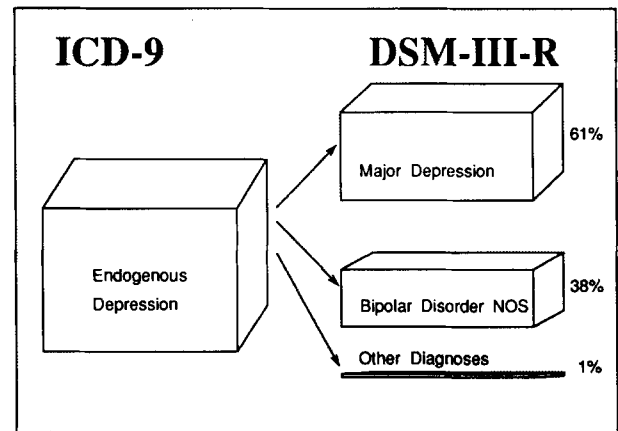 ICD-9
DSM-III-R
61%
Major Depression
Endogenous
Depression
38%
Bipolar Disorder NOS
Other Diagnoses
1%